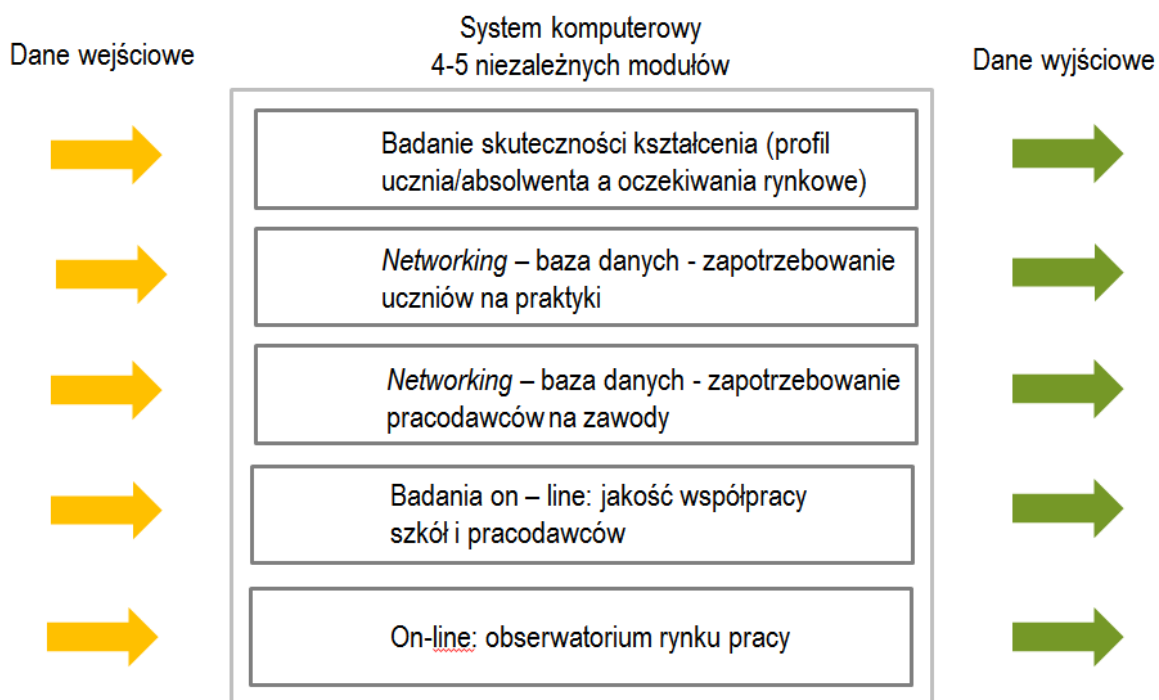 Dane wejściowe
System komputerowy
4-5 niezależnych modułów
Dane wyjściowe
Badanie skuteczności kształcenia (profil
ucznia/absolwenta a oczekiwania rynkowe)
Networking – baza danych - zapotrzebowanie
uczniów na praktyki
Networking – baza danych - zapotrzebowanie
pracodawców na zawody
Badania on – line: jakość współpracy
szkół i pracodawców
On-line: obserwatorium rynku pracy